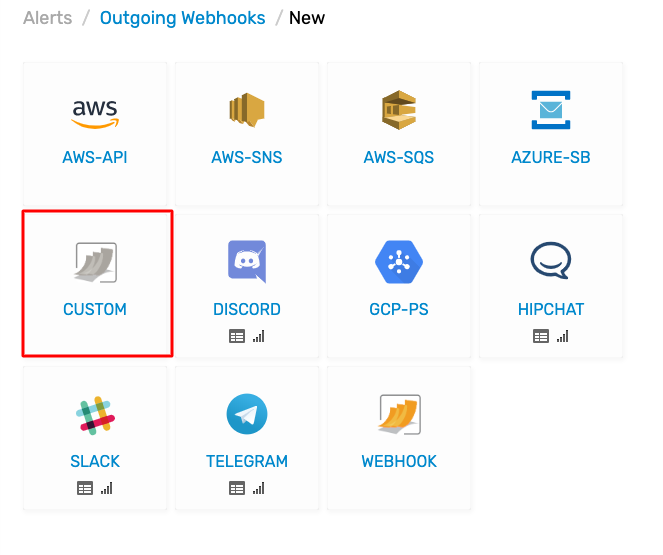 Alerts / Outgoing Webhooks / New
aws
AWS-API
AWS-SNS
AWS-SQS
AZURE-SB
CUSTOM
DISCORD
GCP-PS
HIPCHAT
SLACK
TELEGRAM
WEBHOOK